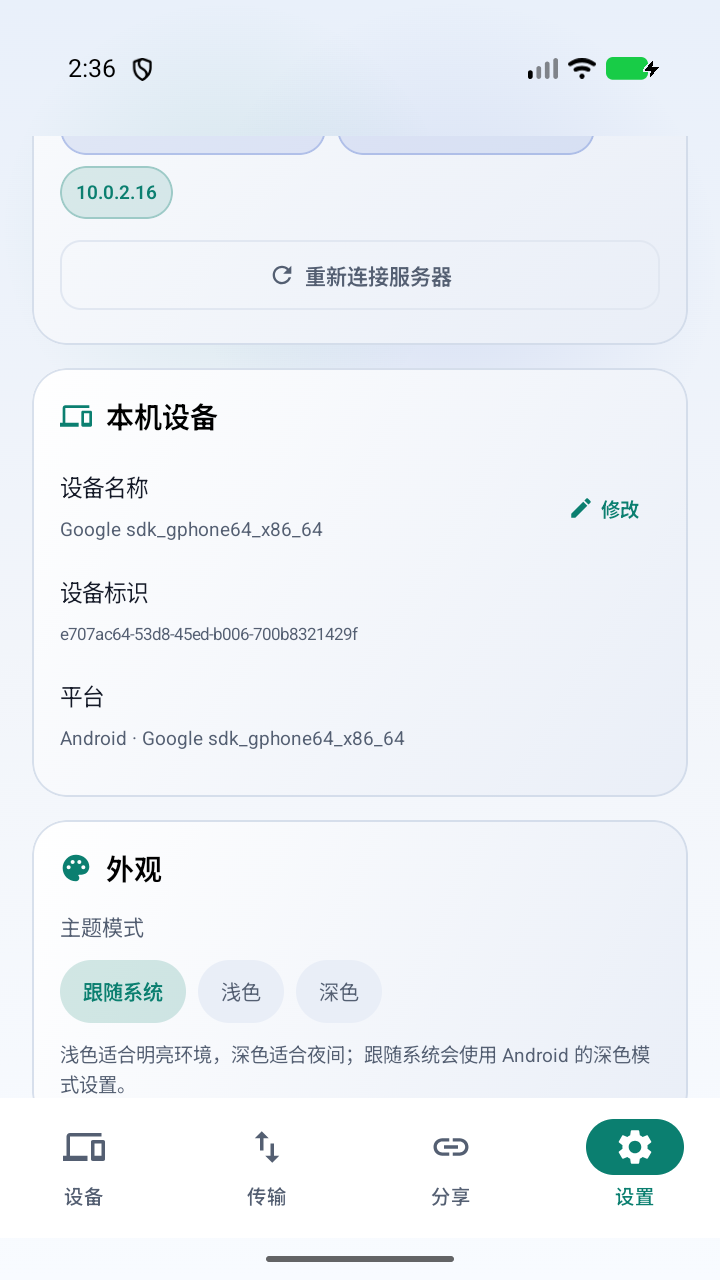 2:36
10.0.2.16
重新连接服务器
本机设备
设备名称
Google sdk_gphone64_x86_64
修改
设备标识
e707ac64-53d8-45ed-b006-700b8321429f
平台
Android · Google sdk_gphone64_x86_64
外观
主题模式
跟随系统
浅色
深色
浅色适合明亮环境，深色适合夜间；跟随系统会使用 Android 的深色模
式设置。
设备
传输
分享
设置